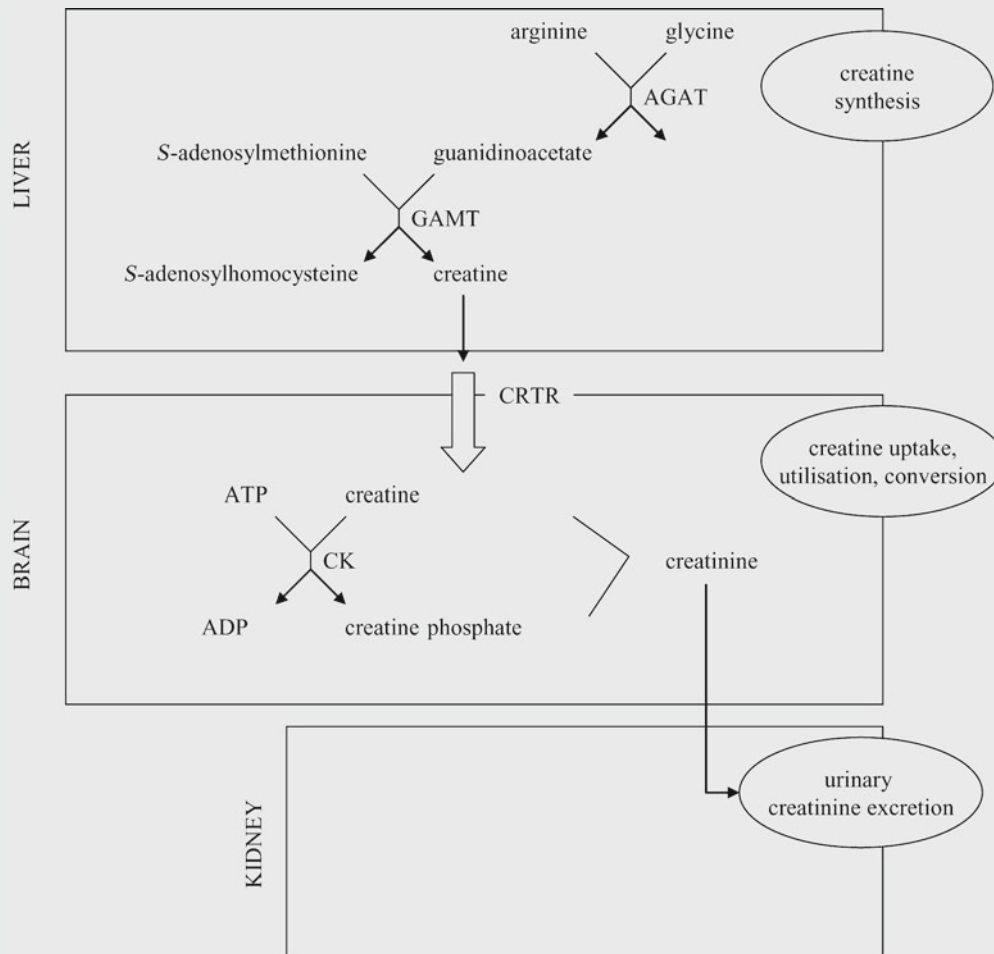 LIVER
arginine glycine
AGAT
creatine
synthesis
S-adenosylmethionine guanidinoacetate
GAMT
S-adenosylhomocysteine creatine
CRTR
BRAIN
creatine uptake,
utilisation, conversion
ATP creatine
CK
creatinine
ADP creatine phosphate
KIDNEY
urinary
creatinine excretion